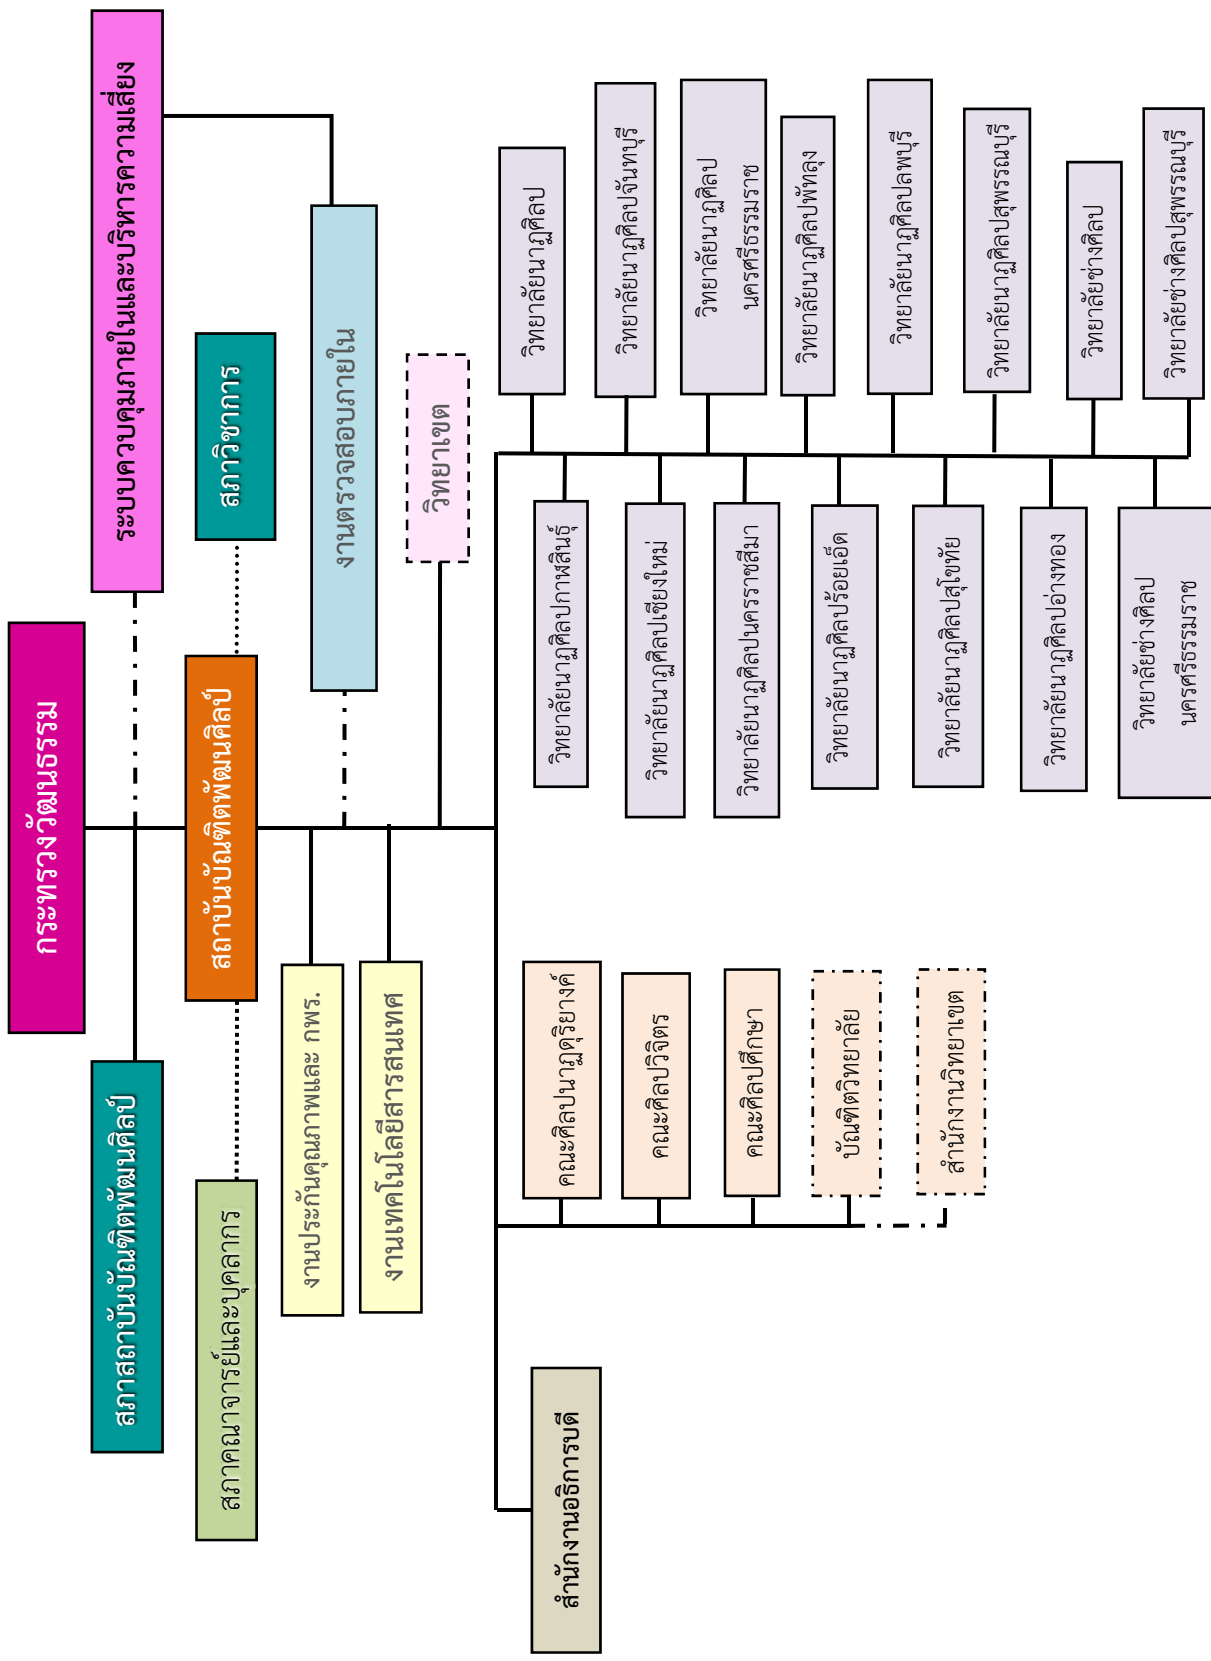 กระทรวงวัฒนธรรม
สภาสถาบันบัณฑิตพัฒนศิลป์
ระบบควบคุมภายในและบริหารความเสี่ยง
สถาบันบัณฑิตพัฒนศิลป์
สภาคณาจารย์และบุคลากร
สภาวิชาการ
งานประกันคุณภาพและ กพร.
งานตรวจสอบภายใน
งานเทคโนโลยีสารสนเทศ
วิทยาเขต
สำนักงานอธิการบดี
คณะศิลปนาฏดุริยางค์
คณะศิลปวิจิตร
คณะศิลปศึกษา
บัณฑิตวิทยาลัย
สำนักงานวิทยาเขต
วิทยาลัยนาฏศิลป
วิทยาลัยนาฏศิลปกาฬสินธุ์
วิทยาลัยนาฏศิลปจันทบุรี
วิทยาลัยนาฏศิลปเชียงใหม่
วิทยาลัยนาฏศิลป
นครศรีธรรมราช
วิทยาลัยนาฏศิลปนครราชสีมา
วิทยาลัยนาฏศิลปพัทลุง
วิทยาลัยนาฏศิลปร้อยเอ็ด
วิทยาลัยนาฏศิลปลพบุรี
วิทยาลัยนาฏศิลปสุโขทัย
วิทยาลัยนาฏศิลปสุพรรณบุรี
วิทยาลัยนาฏศิลปอ่างทอง
วิทยาลัยช่างศิลป
วิทยาลัยช่างศิลป
นครศรีธรรมราช
วิทยาลัยช่างศิลปสุพรรณบุรี